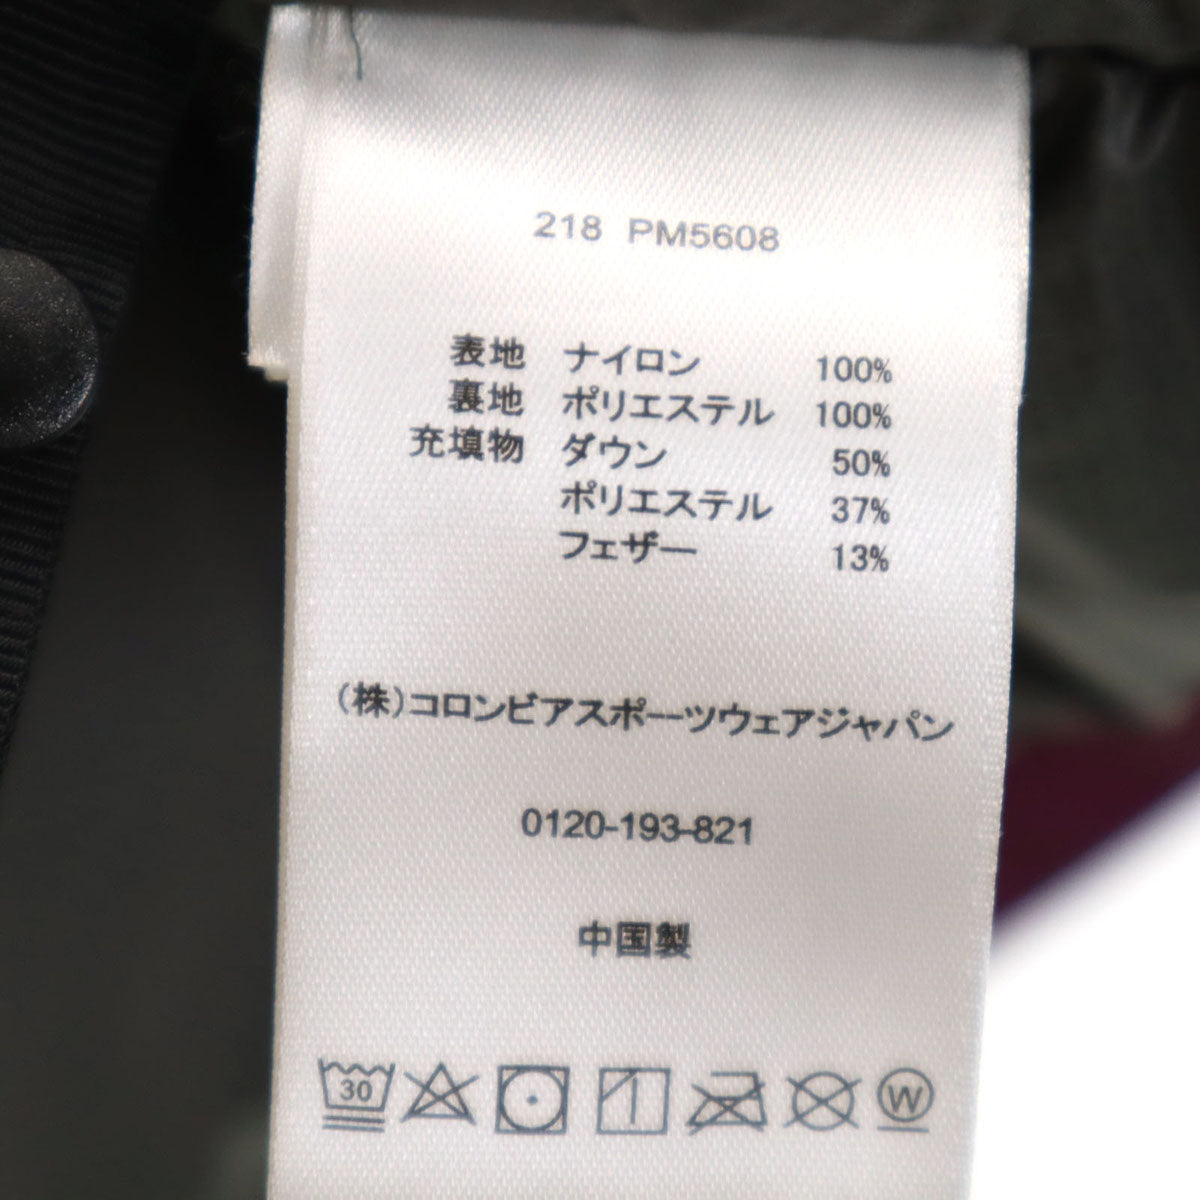 218 PM5608
表地 ナイロン 100%
裏地 ポリエステル 100%
充填物 ダウン 50%
ポリエステル 37%
フェザー 13%
(株)コロンビアスポーツウェアジャパン
0120-193-821
中国製
30 W